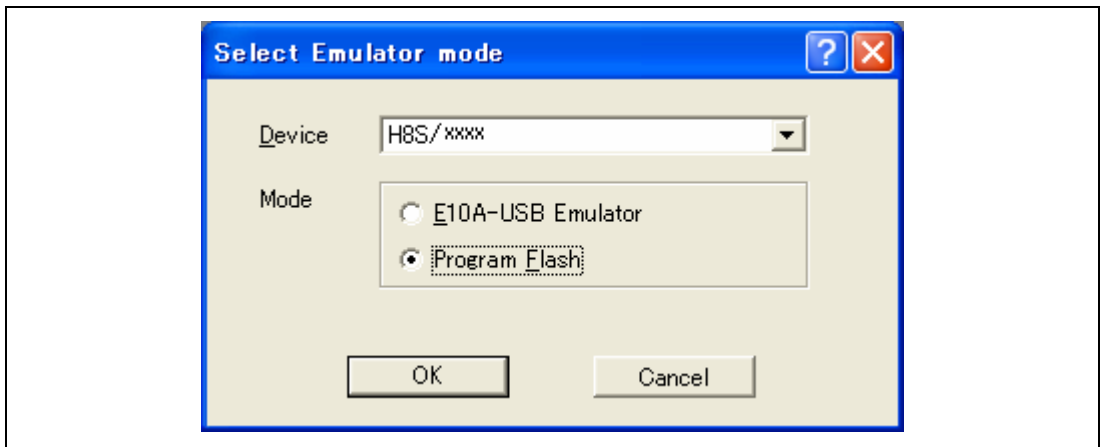 Select Emulator mode
Device H8S/xxxx
Mode
E10A-USB Emulator
Program Flash
OK Cancel